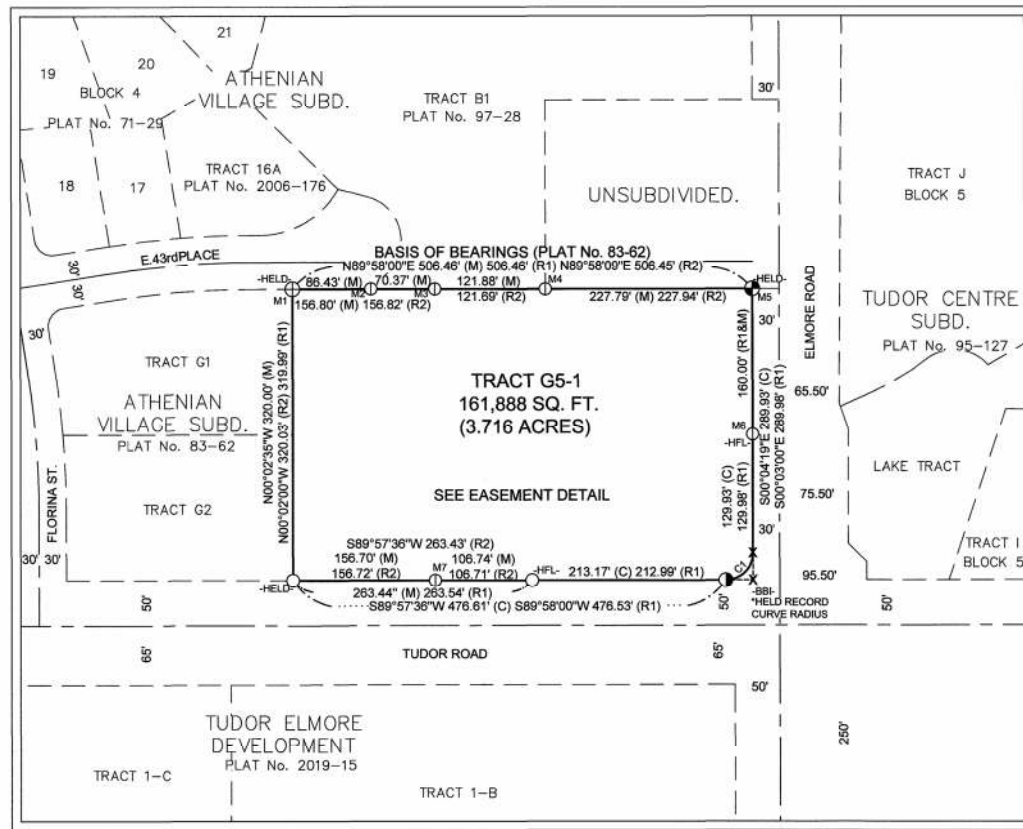 21
20
19
ATHENIAN
VILLAGE SUBD.
BLOCK 4
PLAT No. 71-29
TRACT B1
PLAT No. 97-28
30'
TRACT 16A
PLAT No. 2006-176
18
17
TRACT J
BLOCK 5
UNSUBDIVIDED.
E.43rdPLACE
BASIS OF BEARINGS (PLAT No. 83-62)
N89°58'00"E 506.46' (M) 506.46' (R1) N89°58'00"E 506.45' (R2)
30'
30'
-HELD-
86.43' (M)
70.37' (M)
121.88' (M)
M4
-HELD-
M1
M2
M3
121.69' (R2)
227.79' (M) 227.94' (R2)
M5
156.80' (M) 156.82' (R2)
30'
30'
ELMORE ROAD
TUDOR CENTRE
SUBD.
PLAT No. 95-127
N00°02'35"W 320.00' (M)
N00°02'00"W 320.03' (R2) 319.99' (R1)
160.00' (R1&M)
S00°04'19"E 289.93' (C)
S00°03'00"E 289.98' (R1)
TRACT G1
TRACT G5-1
161,888 SQ. FT.
(3.716 ACRES)
65.50'
ATHENIAN
VILLAGE SUBD.
PLAT No. 83-62
M6
-HFL-
LAKE TRACT
FLORINA ST.
SEE EASEMENT DETAIL
129.93' (C)
129.98' (R1)
75.50'
TRACT G2
30'
TRACT I
BLOCK 5
S89°57'36"W 263.43' (R2)
156.70' (M)
106.74' (M)
30'
30'
156.72' (R2)
M7
106.71' (R2)
-HFL-
213.17' (C) 212.99' (R1)
C1
95.50'
-HELD-
263.44" (M) 263.54' (R1)
S89°57'36"W 476.61' (C) S89°58'00"W 476.53' (R1)
50'
50'
-BBI-
*HELD RECORD
CURVE RADIUS
50'
65'
TUDOR ROAD
65'
50'
TUDOR ELMORE
DEVELOPMENT
PLAT No. 2019-15
250'
TRACT 1-C
TRACT 1-B